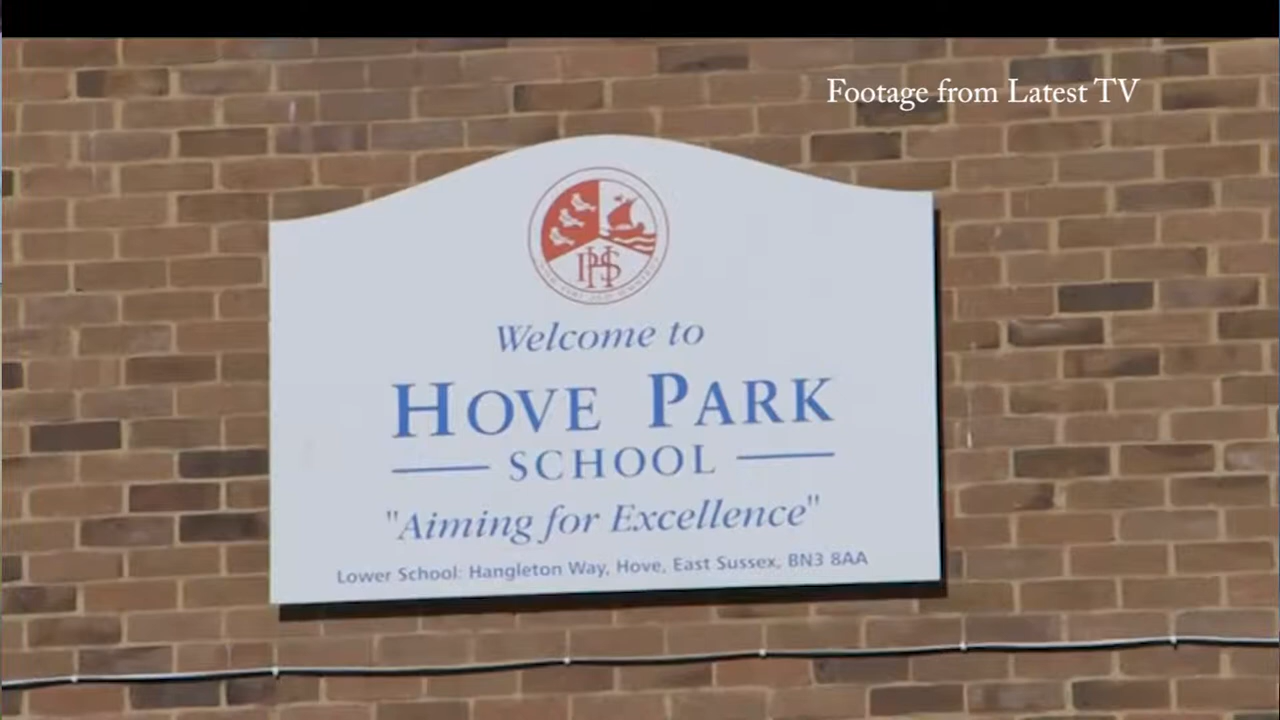 Footage from Latest TV
HPS
Welcome to
HOVE PARK
SCHOOL
"Aiming for Excellence"
Lower School: Hangleton Way, Hove, East Sussex, BN3 8AA